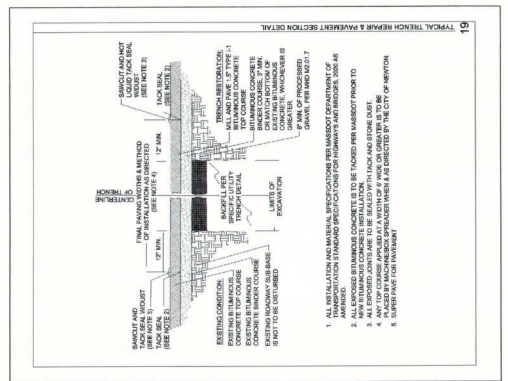 CENTERLINE
OF TRENCH
FINAL PAVING WIDTHS & METHOD
OF INSTALLATION AS DIRECTED
(SEE NOTE 4)
SAWCUT AND
TACK SEAL
W/DUST
(SEE NOTE 3)
TACK SEAL
(SEE NOTE 2)
12" MIN.
12" MIN.
SAWCUT AND HOT
LIQUID TACK SEAL
W/DUST
(SEE NOTE 3)
TACK SEAL
(SEE NOTE 2)
EXISTING CONDITION:
EXISTING BITUMINOUS
CONCRETE TOP COURSE
EXISTING BITUMINOUS
CONCRETE BINDER COURSE
EXISTING ROADWAY SUB-BASE
IS NOT TO BE DISTURBED
BACKFILL PER
SPECIFIC UTILITY
TRENCH DETAIL
LIMITS OF
EXCAVATION
TRENCH RESTORATION:
MILL AND PAVE 1.5" TYPE I-1
BITUMINOUS CONCRETE
TOP COURSE
BITUMINOUS CONCRETE
BINDER COURSE, 3" MIN.
OR MATCH BOTTOM OF
EXISTING BITUMINOUS
CONCRETE, WHICHEVER IS
GREATER
8" MIN. OF PROCESSED
GRAVEL PER MHD M2.01.7
1. ALL INSTALLATION AND MATERIAL SPECIFICATIONS PER MASSDOT DEPARTMENT OF
TRANSPORTATION STANDARD SPECIFICATIONS FOR HIGHWAYS AND BRIDGES, 2020 AS
AMENDED.
2. ALL EXPOSED BITUMINOUS CONCRETE IS TO BE TACKED PER MASSDOT PRIOR TO
NEW BITUMINOUS CONCRETE INSTALLATION.
3. ALL EXPOSED JOINTS ARE TO BE SEALED WITH TACK AND STONE DUST.
4. ANY TOP COURSE APPLIED AT A WIDTH OF 6' WIDE OR GREATER IS TO BE
PLACED BY MACHINE/BOX SPREADER WHEN & AS DIRECTED BY THE CITY OF NEWTON.
5. SUPER PAVE FOR PAVEMENT
TYPICAL TRENCH REPAIR & PAVEMENT SECTION DETAIL
19